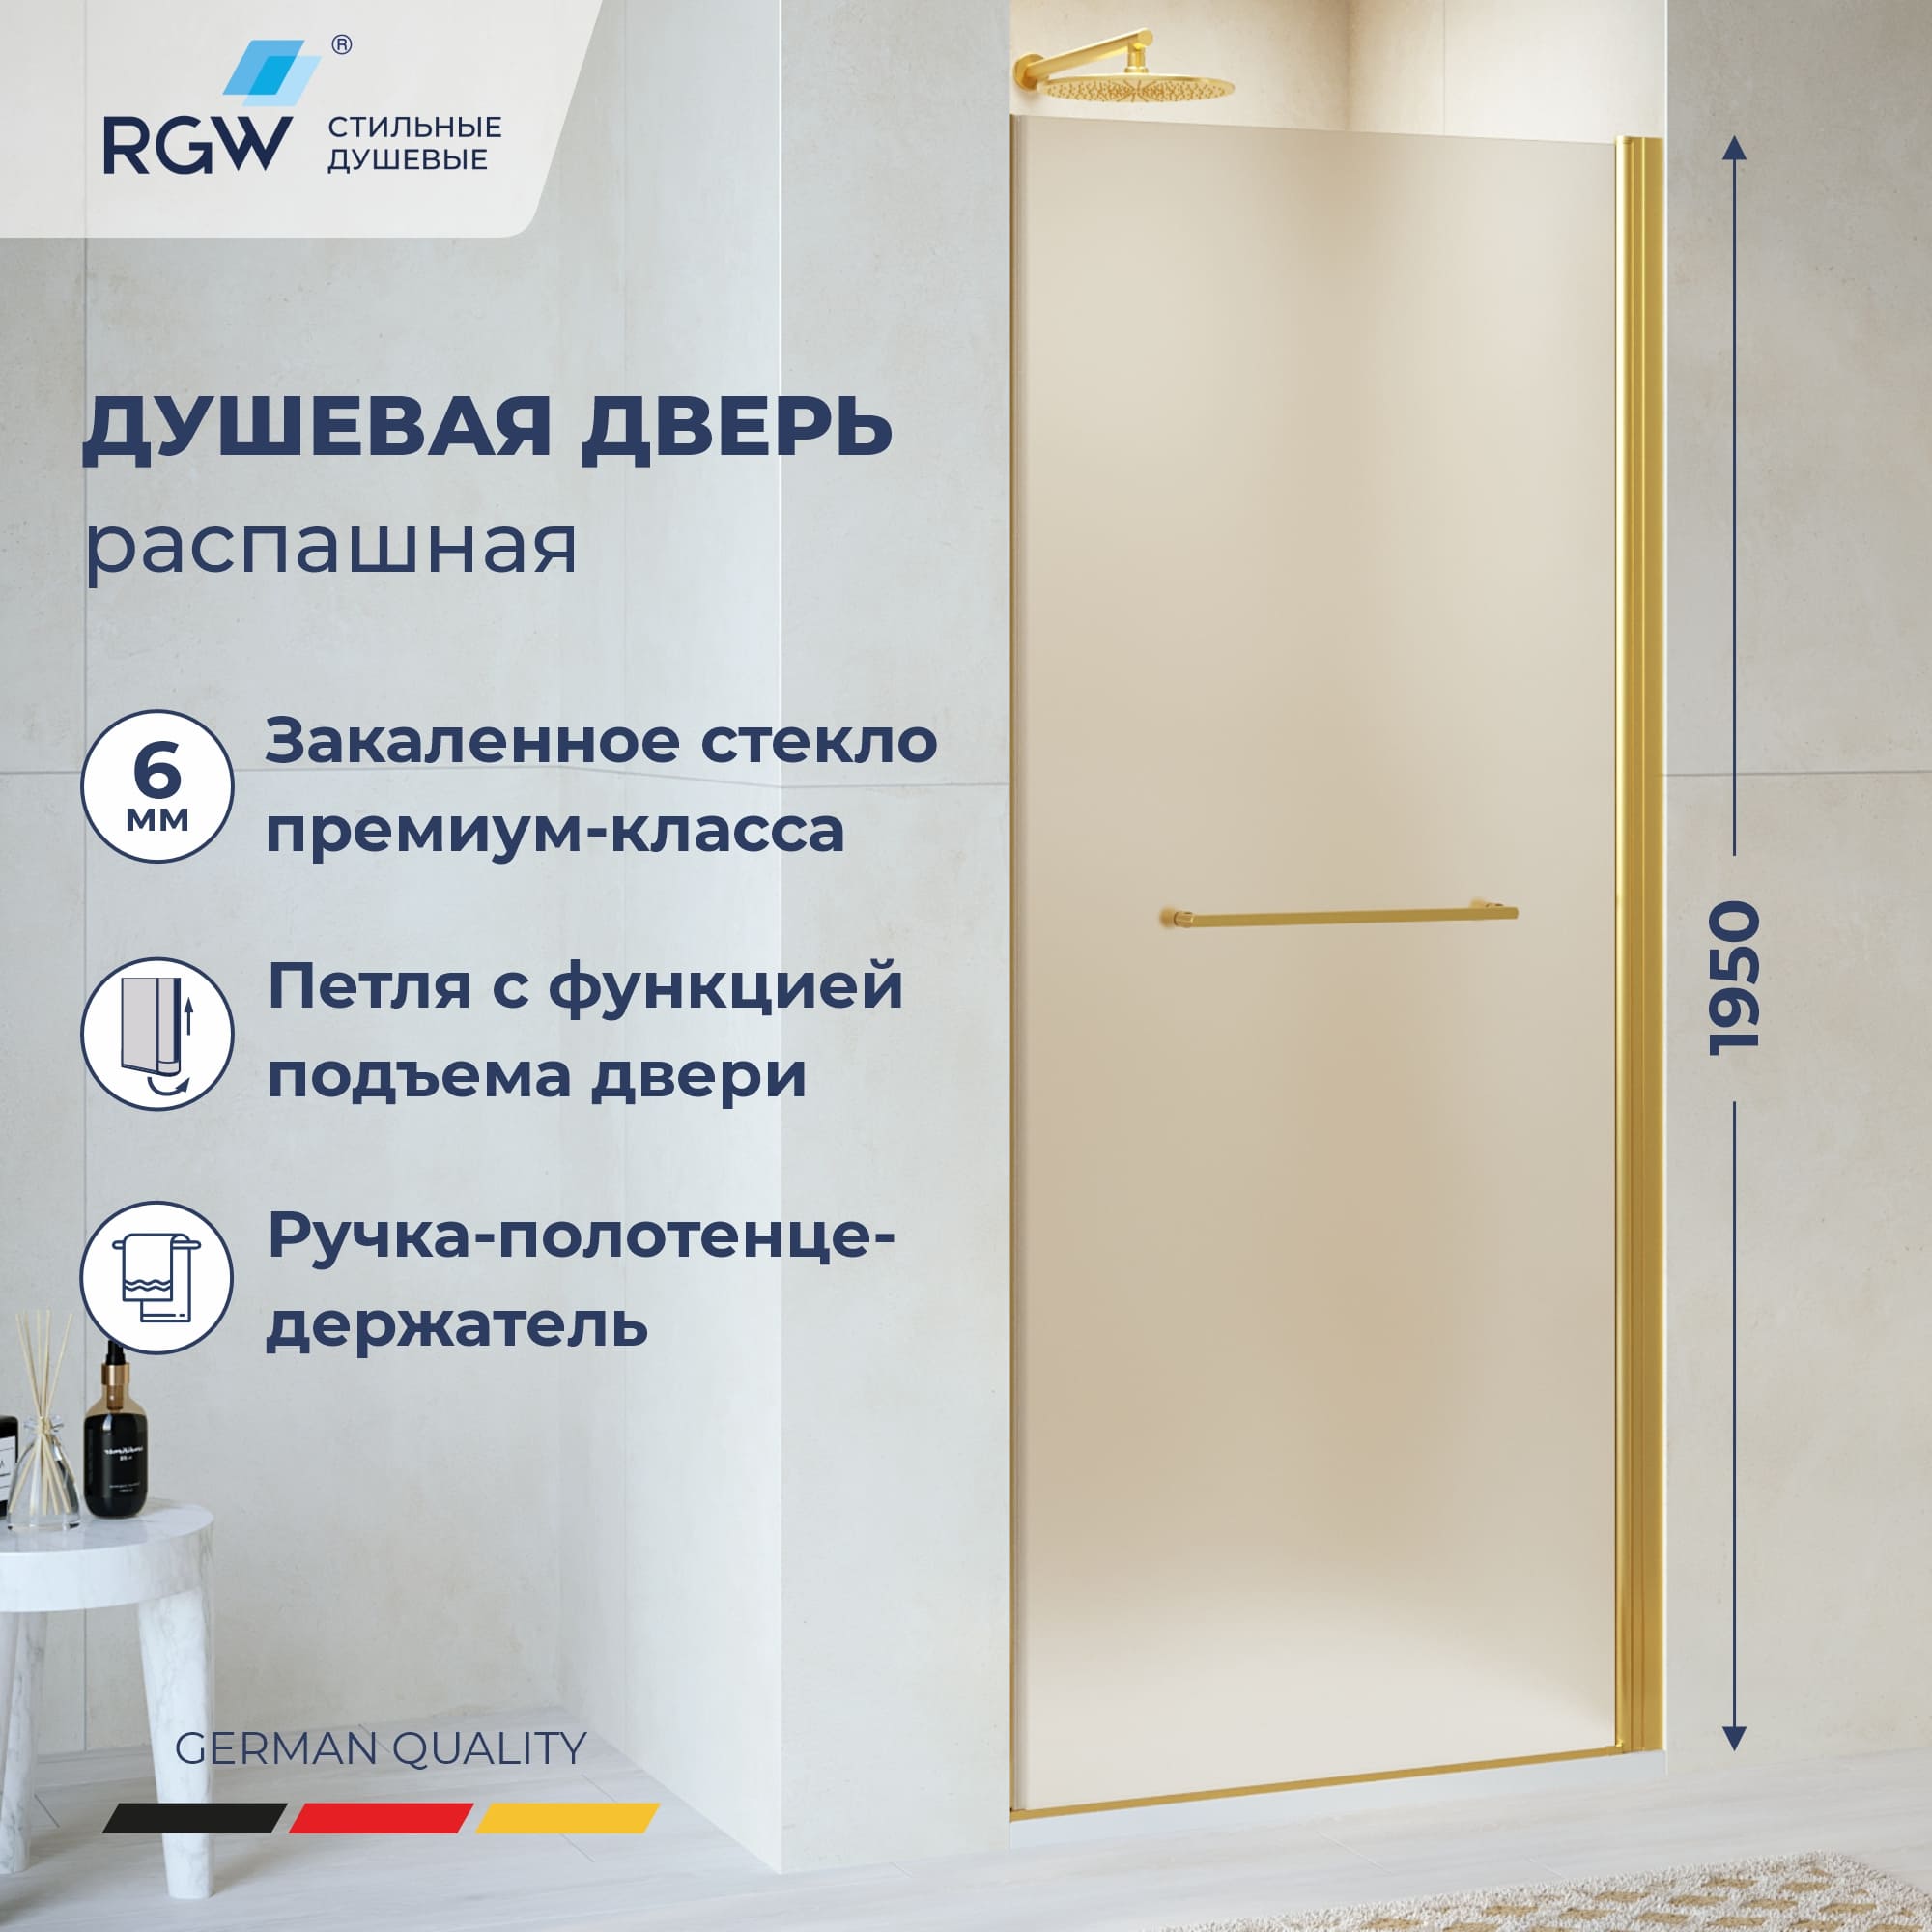 RGW ®
СТИЛЬНЫЕ
ДУШЕВЫЕ
ДУШЕВАЯ ДВЕРЬ
распашная
6
мм
Закаленное стекло
премиум-класса
Петля с функцией
подъема двери
Ручка-полотенце-
держатель
1950
GERMAN QUALITY